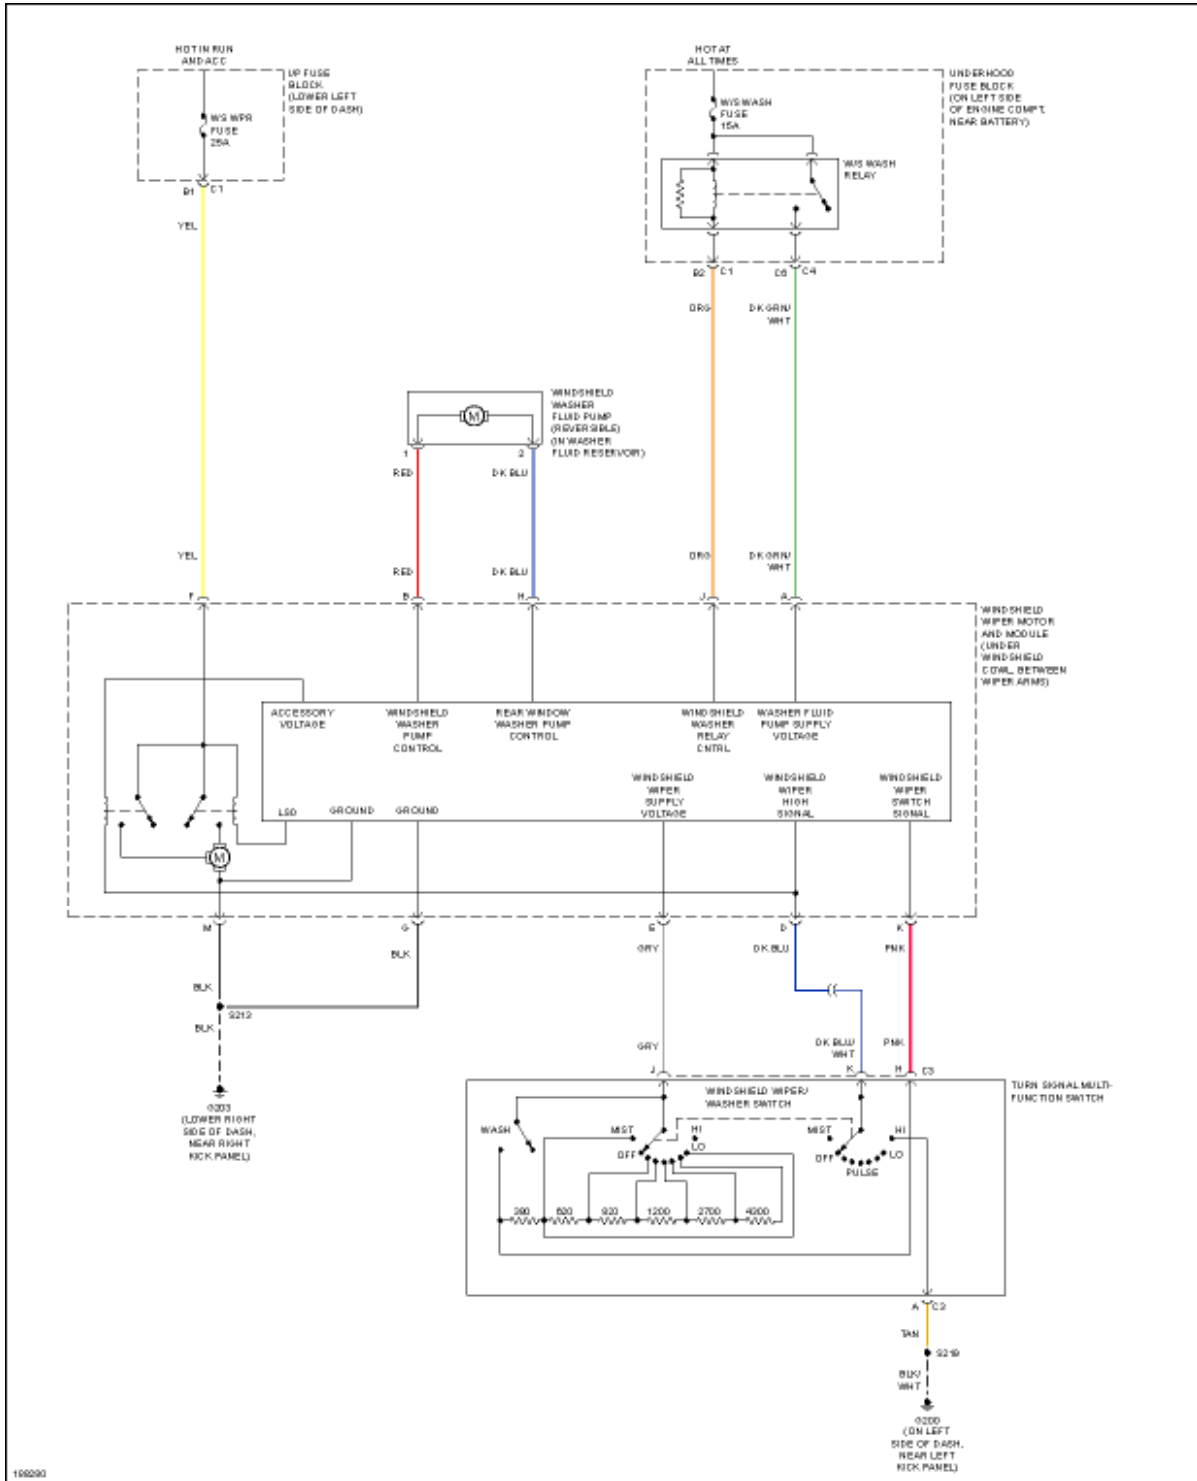 HOT IN RUN
AND ACC
I/P FUSE
BLOCK
(LOWER LEFT
SIDE OF DASH)
W/S WPR
FUSE
25A
B1 C1
YEL
YEL
F
HOT AT
ALL TIMES
UNDERHOOD
FUSE BLOCK
(ON LEFT SIDE
OF ENGINE COMPT,
NEAR BATTERY)
W/S WASH
FUSE
15A
W/S WASH
RELAY
B2 C1
C6 C4
ORG
DK GRN/
WHT
WINDSHIELD
WASHER
FLUID PUMP
(REVERSIBLE)
(IN WASHER
FLUID RESERVOIR)
M
1
2
RED
DK BLU
RED
DK BLU
ORG
DK GRN/
WHT
B
H
J
A
WINDSHIELD
WIPER MOTOR
AND MODULE
(UNDER
WINDSHIELD
COWL, BETWEEN
WIPER ARMS)
ACCESSORY
VOLTAGE
WINDSHIELD
WASHER
PUMP
CONTROL
REAR WINDOW
WASHER PUMP
CONTROL
WINDSHIELD
WASHER
RELAY
CNTRL
WASHER FLUID
PUMP SUPPLY
VOLTAGE
WINDSHIELD
WIPER
SUPPLY
VOLTAGE
WINDSHIELD
WIPER
HIGH
SIGNAL
WINDSHIELD
WIPER
SWITCH
SIGNAL
LSD
GROUND
GROUND
M
M
G
E
D
K
BLK
GRY
DK BLU
PNK
BLK
S213
BLK
G203
(LOWER RIGHT
SIDE OF DASH,
NEAR RIGHT
KICK PANEL)
GRY
DK BLU/
WHT
PNK
J
K
H C3
TURN SIGNAL MULTI-
FUNCTION SWITCH
WINDSHIELD WIPER/
WASHER SWITCH
WASH
MIST
OFF
HI
LO
MIST
OFF
PULSE
HI
LO
390
620
820
1200
2700
4300
A C2
TAN
S219
BLK/
WHT
G200
(ON LEFT
SIDE OF DASH,
NEAR LEFT
KICK PANEL)